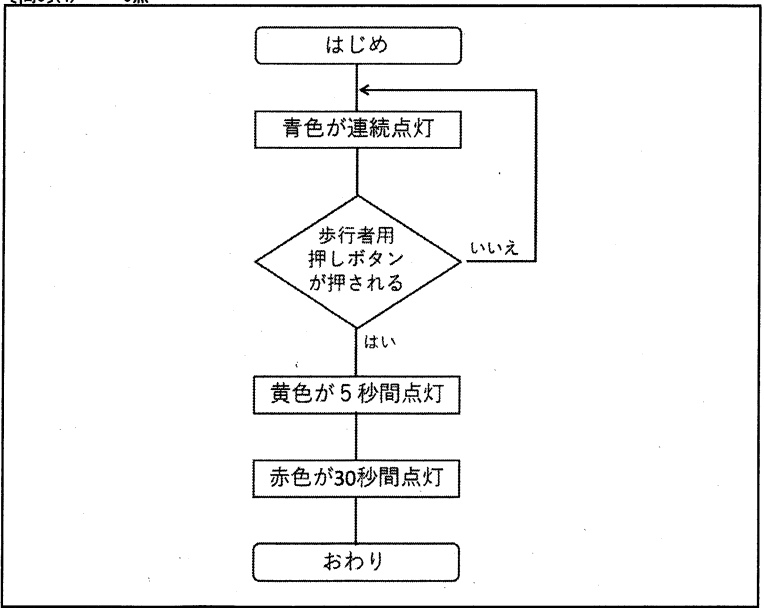 はじめ
青色が連続点灯
歩行者用
押しボタン
が押される
いいえ
はい
黄色が5秒間点灯
赤色が30秒間点灯
おわり